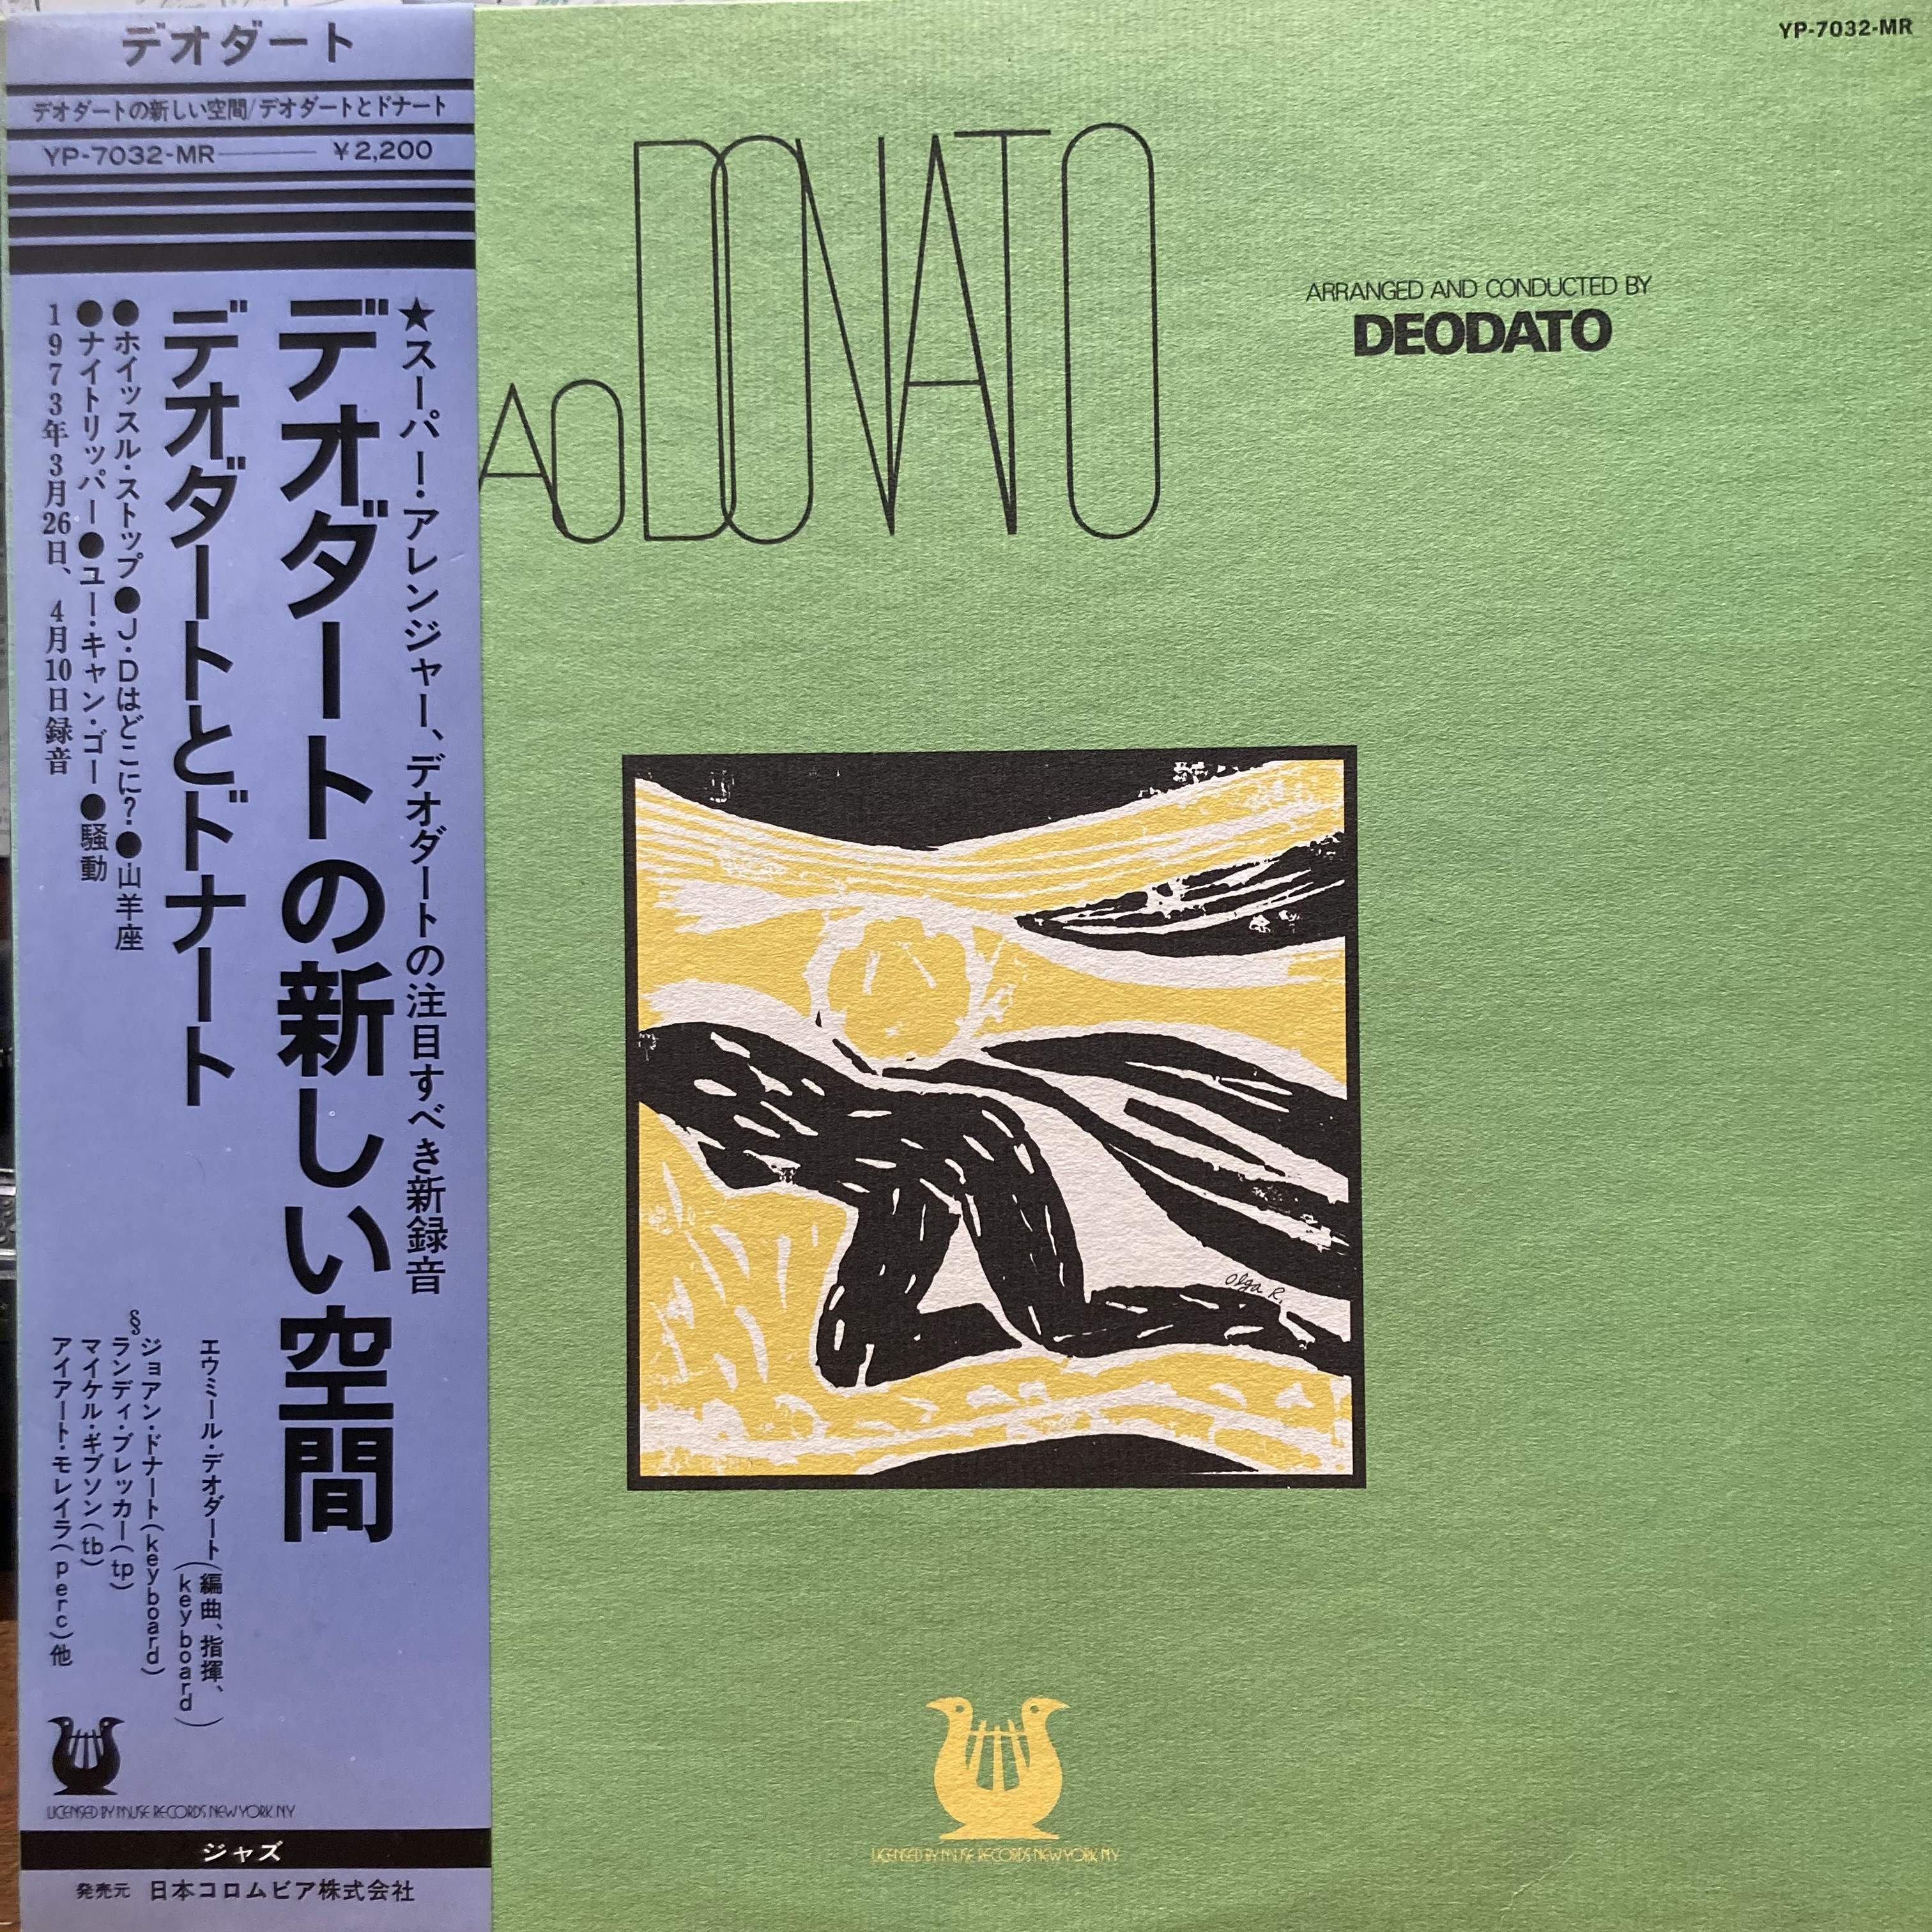 デオダート
デオダートの新しい空間/デオダートとドナート
YP-7032-MR —— ¥2,200
★スーパー・アレンジャー、デオダートの注目すべき新録音
デオダートの新しい空間
デオダートとドナート
●ホイッスル・ストップ●J・Dはどこに?●山羊座
●ナイトリッパー●ユー・キャン・ゴー●騒動
1973年3月26日、4月10日録音
エウミール・デオダート(編曲、指揮、
keyboard)
§
ジョアン・ドナート(keyboard)
ランディ・ブレッカー(tp)
マイケル・ギブソン(tb)
アイアート・モレイラ(perc)他
LICENSED BY MUSE RECORDS NEW YORK, NY
ジャズ
発売元 日本コロムビア株式会社
YP-7032-MR
AO DONATO
ARRANGED AND CONDUCTED BY
DEODATO
Olga R.
LICENSED BY MUSE RECORDS NEW YORK, NY